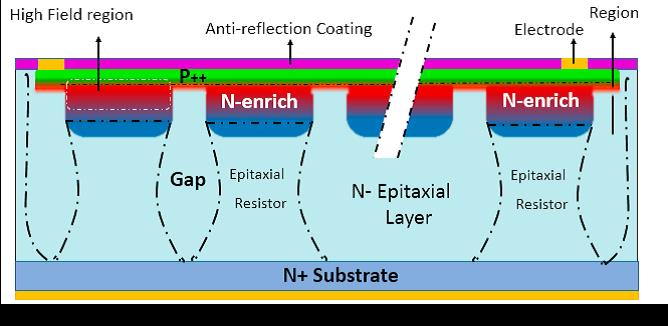 High Field region
Anti-reflection Coating
Electrode
Region
P++
N-enrich
N-enrich
Gap
Epitaxial
Resistor
N- Epitaxial
Layer
Epitaxial
Resistor
N+ Substrate